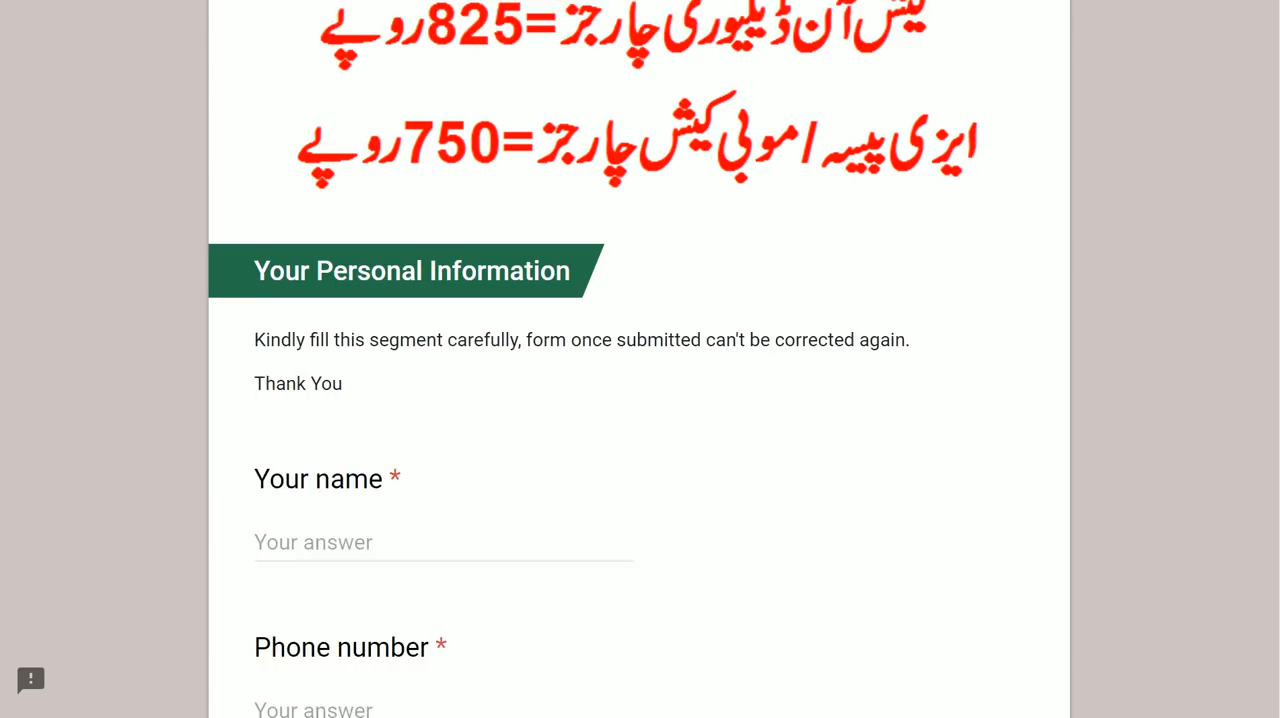 کیش آن ڈیلیوری چارجز=825روپے
ایزی پیسہ/موبی کیش چارجز=750روپے
Your Personal Information
Kindly fill this segment carefully, form once submitted can't be corrected again.
Thank You
Your name *
Your answer
Phone number *
Your answer